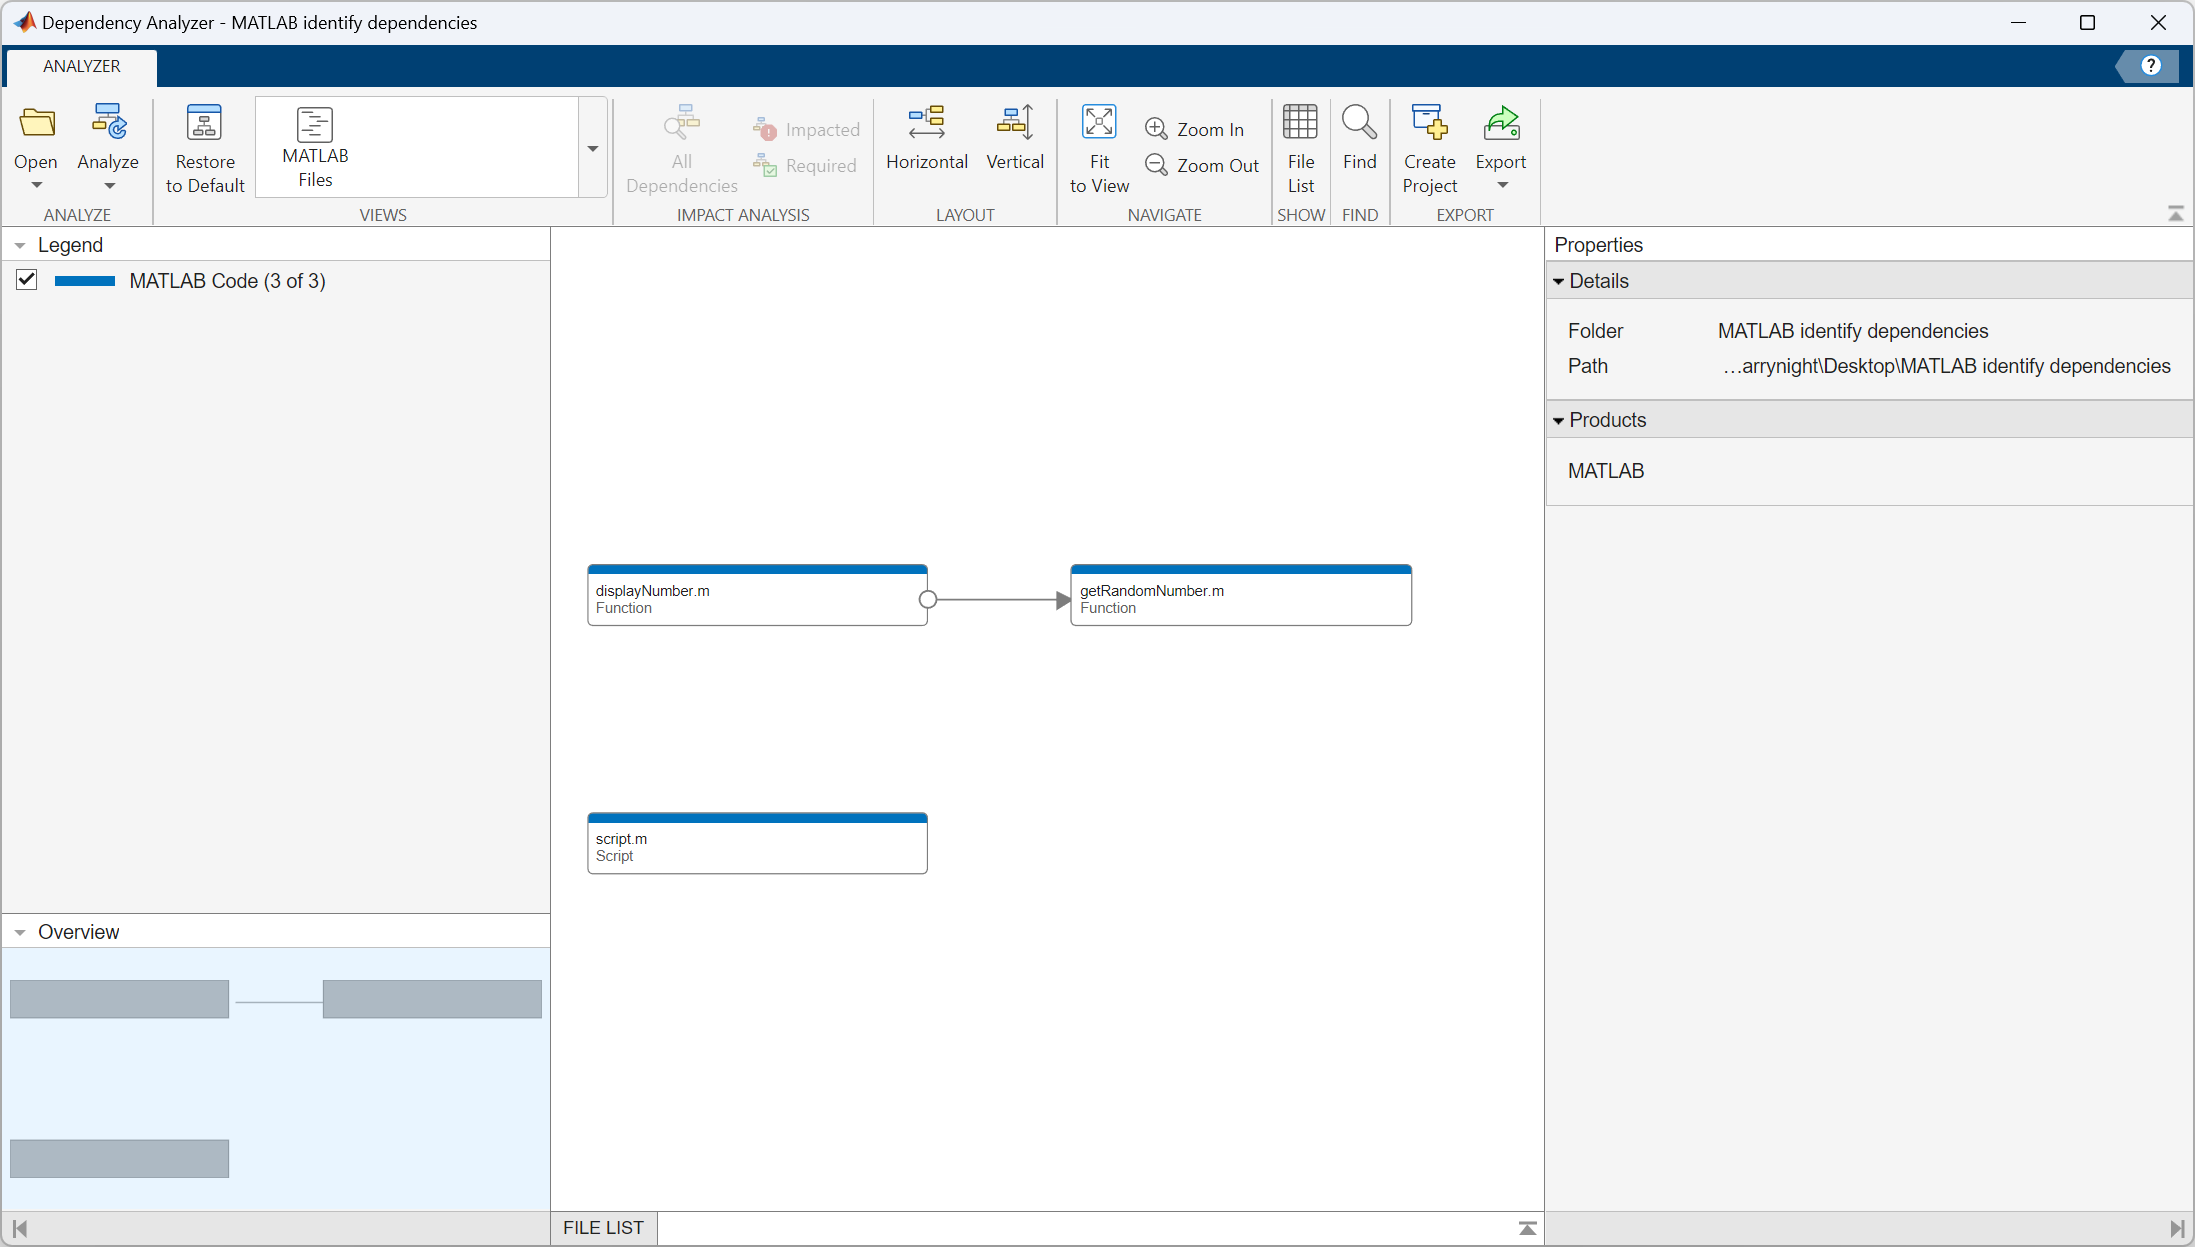 Dependency Analyzer - MATLAB identify dependencies
ANALYZER
?
Open
Analyze
ANALYZE
Restore
to Default
MATLAB
Files
VIEWS
All
Dependencies
Impacted
Required
IMPACT ANALYSIS
Horizontal
Vertical
LAYOUT
Fit
to View
Zoom In
Zoom Out
NAVIGATE
File
List
SHOW
Find
FIND
Create
Project
Export
EXPORT
Legend
MATLAB Code (3 of 3)
displayNumber.m
Function
getRandomNumber.m
Function
script.m
Script
Overview
FILE LIST
Properties
Details
Folder MATLAB identify dependencies
Path ...arrynight\Desktop\MATLAB identify dependencies
Products
MATLAB